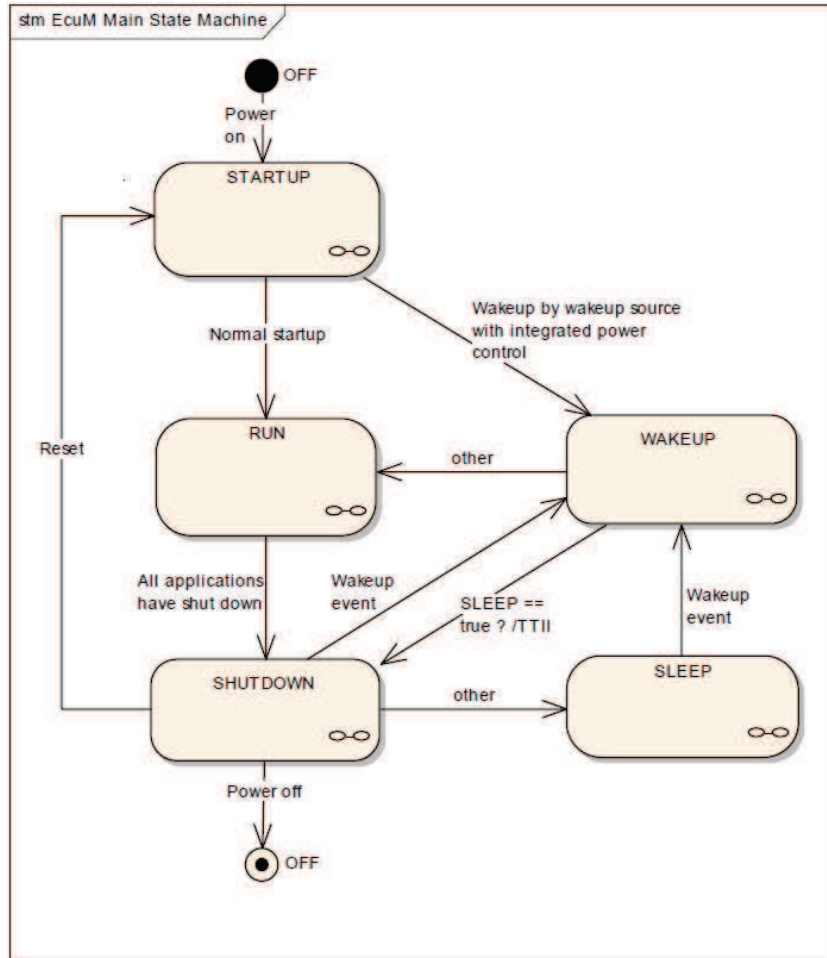 stm EcuM Main State Machine
OFF
Power
on
STARTUP
Normal startup
Wakeup by wakeup source
with integrated power
control
Reset
RUN
other
WAKEUP
All applications
have shut down
Wakeup
event
SLEEP ==
true ? /TTII
Wakeup
event
SHUTDOWN
other
SLEEP
Power off
OFF